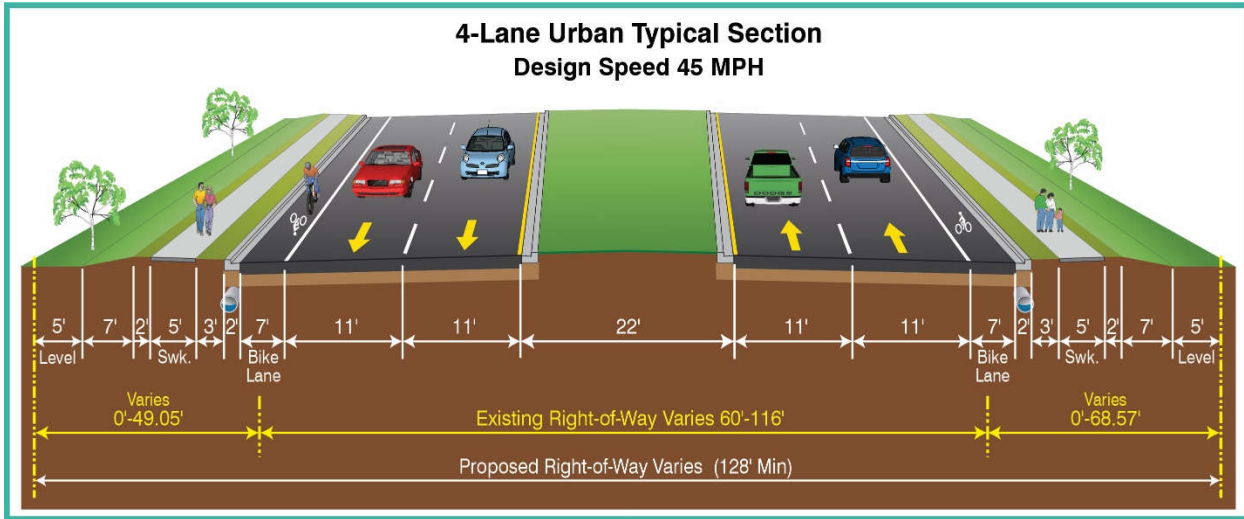 4-Lane Urban Typical Section
Design Speed 45 MPH
DODGE
5' 7' 2' 5' 3' 2' 7' 11' 11' 22' 11' 11' 7' 2' 3' 5' 2' 7' 5'
Level Swk. Bike Lane Bike Lane Swk. Level
Varies
0'-49.05'
Existing Right-of-Way Varies 60'-116'
Varies
0'-68.57'
Proposed Right-of-Way Varies (128' Min)